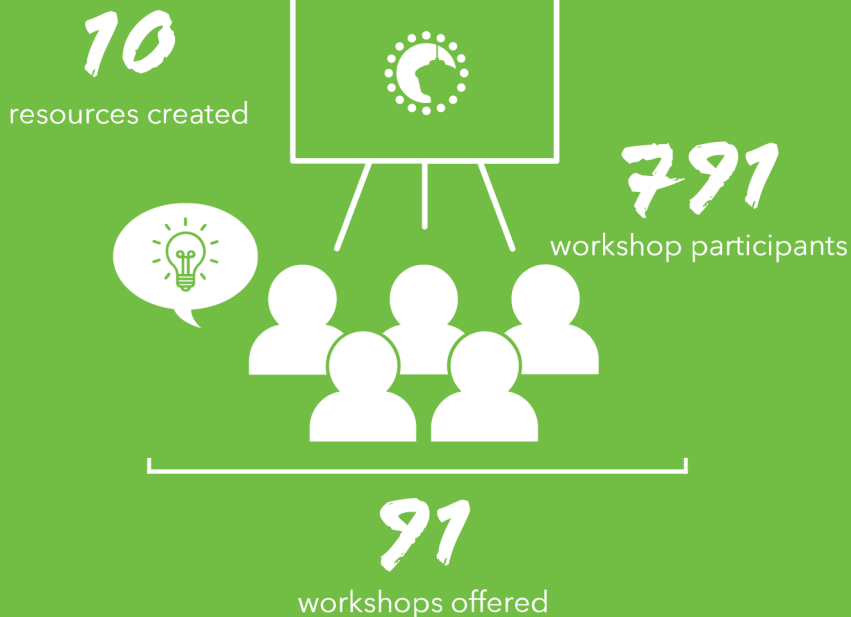 10
resources created
791
workshop participants
91
workshops offered